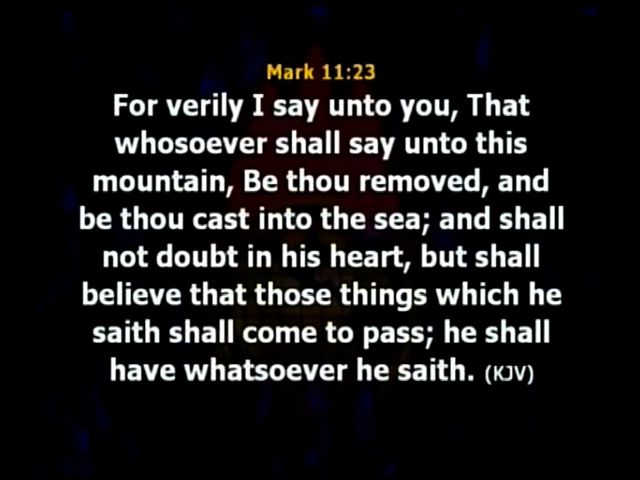 Mark 11:23
For verily I say unto you, That
whosoever shall say unto this
mountain, Be thou removed, and
be thou cast into the sea; and shall
not doubt in his heart, but shall
believe that those things which he
saith shall come to pass; he shall
have whatsoever he saith. (KJV)